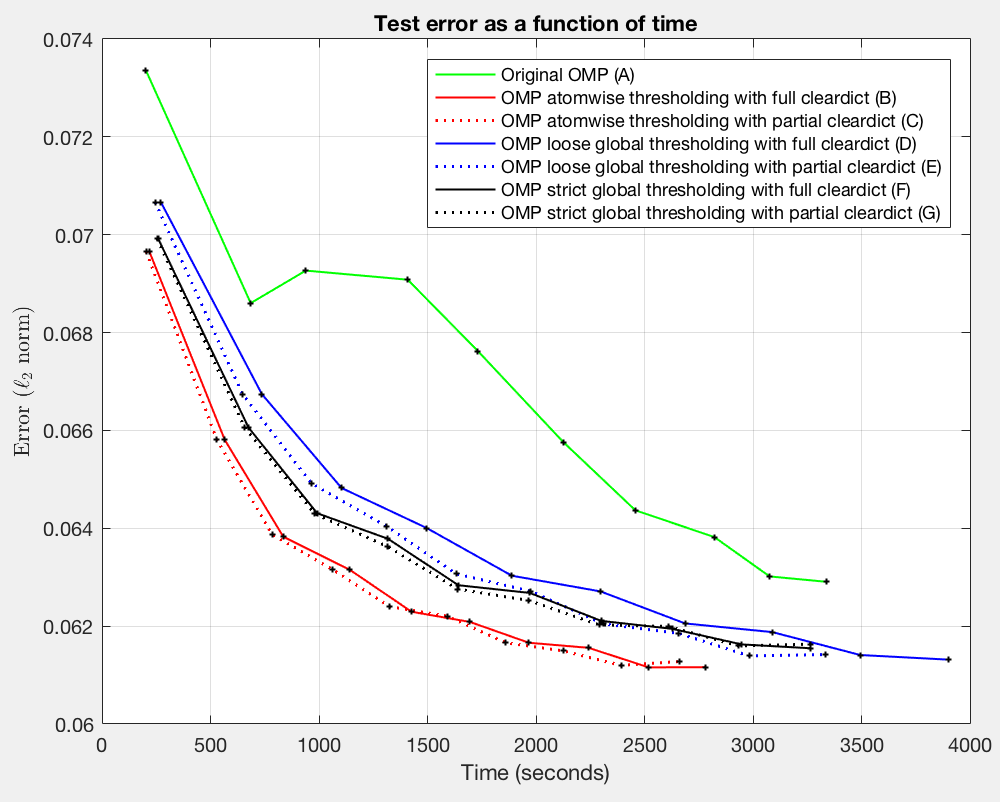 Test error as a function of time
0.074
0.072
0.07
0.068
0.066
0.064
0.062
0.06
Error (ℓ₂ norm)
Original OMP (A)
OMP atomwise thresholding with full cleardict (B)
OMP atomwise thresholding with partial cleardict (C)
OMP loose global thresholding with full cleardict (D)
OMP loose global thresholding with partial cleardict (E)
OMP strict global thresholding with full cleardict (F)
OMP strict global thresholding with partial cleardict (G)
0 500 1000 1500 2000 2500 3000 3500 4000
Time (seconds)